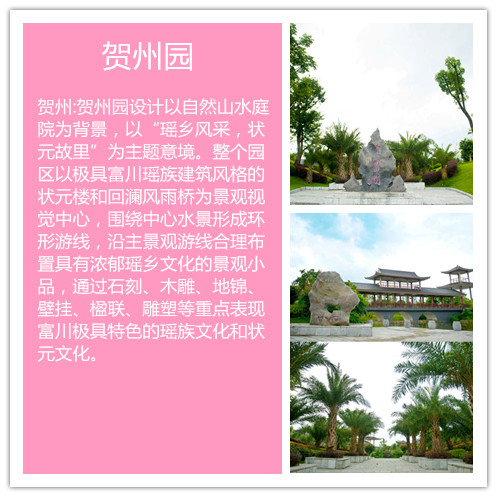 贺州园
贺州:贺州园设计以自然山水庭
院为背景，以“瑶乡风采，状
元故里”为主题意境。整个园
区以极具富川瑶族建筑风格的
状元楼和回澜风雨桥为景观视
觉中心，围绕中心水景形成环
形游线，沿主景观游线合理布
置具有浓郁瑶乡文化的景观小
品，通过石刻、木雕、地锦、
壁挂、楹联、雕塑等重点表现
富川极具特色的瑶族文化和状
元文化。